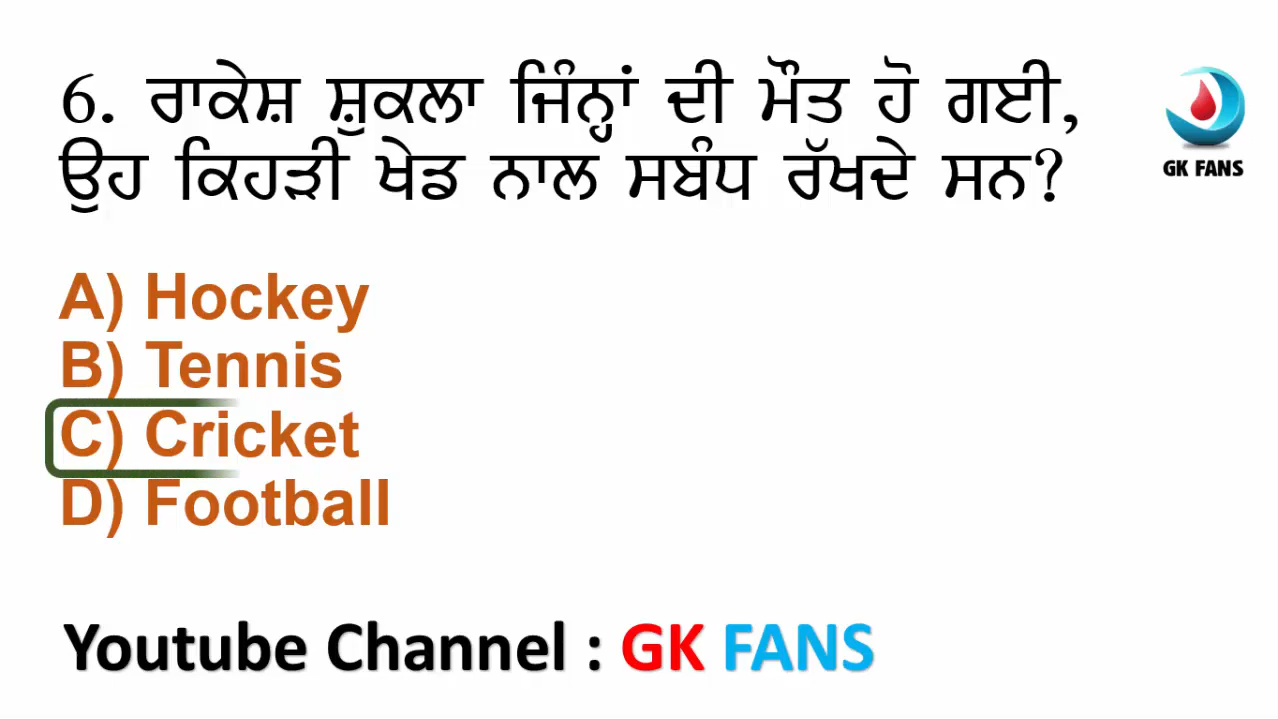 6. ਰਾਕੇਸ਼ ਸ਼ੁਕਲਾ ਜਿੰਨ੍ਹਾਂ ਦੀ ਮੌਤ ਹੋ ਗਈ,
ਉਹ ਕਿਹੜੀ ਖੇਡ ਨਾਲ ਸਬੰਧ ਰੱਖਦੇ ਸਨ?
GK FANS
A) Hockey
B) Tennis
C) Cricket
D) Football
Youtube Channel : GK FANS